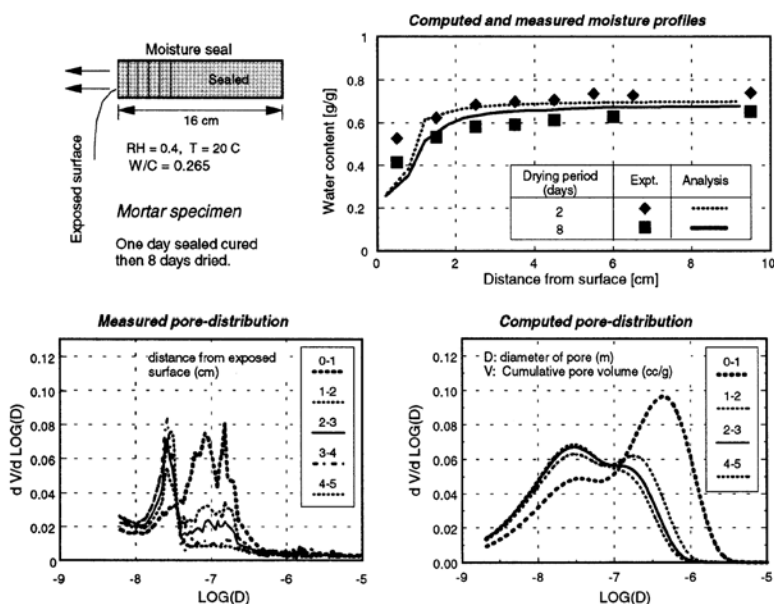 Moisture seal
Sealed
16 cm
RH = 0.4, T = 20 C
W/C = 0.265
Exposed surface
Mortar specimen
One day sealed cured
then 8 days dried.
Computed and measured moisture profiles
Water content [g/g]
1
0.8
0.6
0.4
0.2
0
0 2 4 6 8 10
Distance from surface [cm]
Drying period
(days)
Expt.
Analysis
2
8
Measured pore-distribution
d V/d LOG(D)
0.12
0.10
0.08
0.06
0.04
0.02
0
-9 -8 -7 -6 -5
LOG(D)
distance from exposed
surface (cm)
0-1
1-2
2-3
3-4
4-5
Computed pore-distribution
d V/d LOG(D)
0.12
0.10
0.08
0.06
0.04
0.02
0.00
-9 -8 -7 -6 -5
LOG(D)
D: diameter of pore (m)
V: Cumulative pore volume (cc/g)
0-1
1-2
2-3
4-5